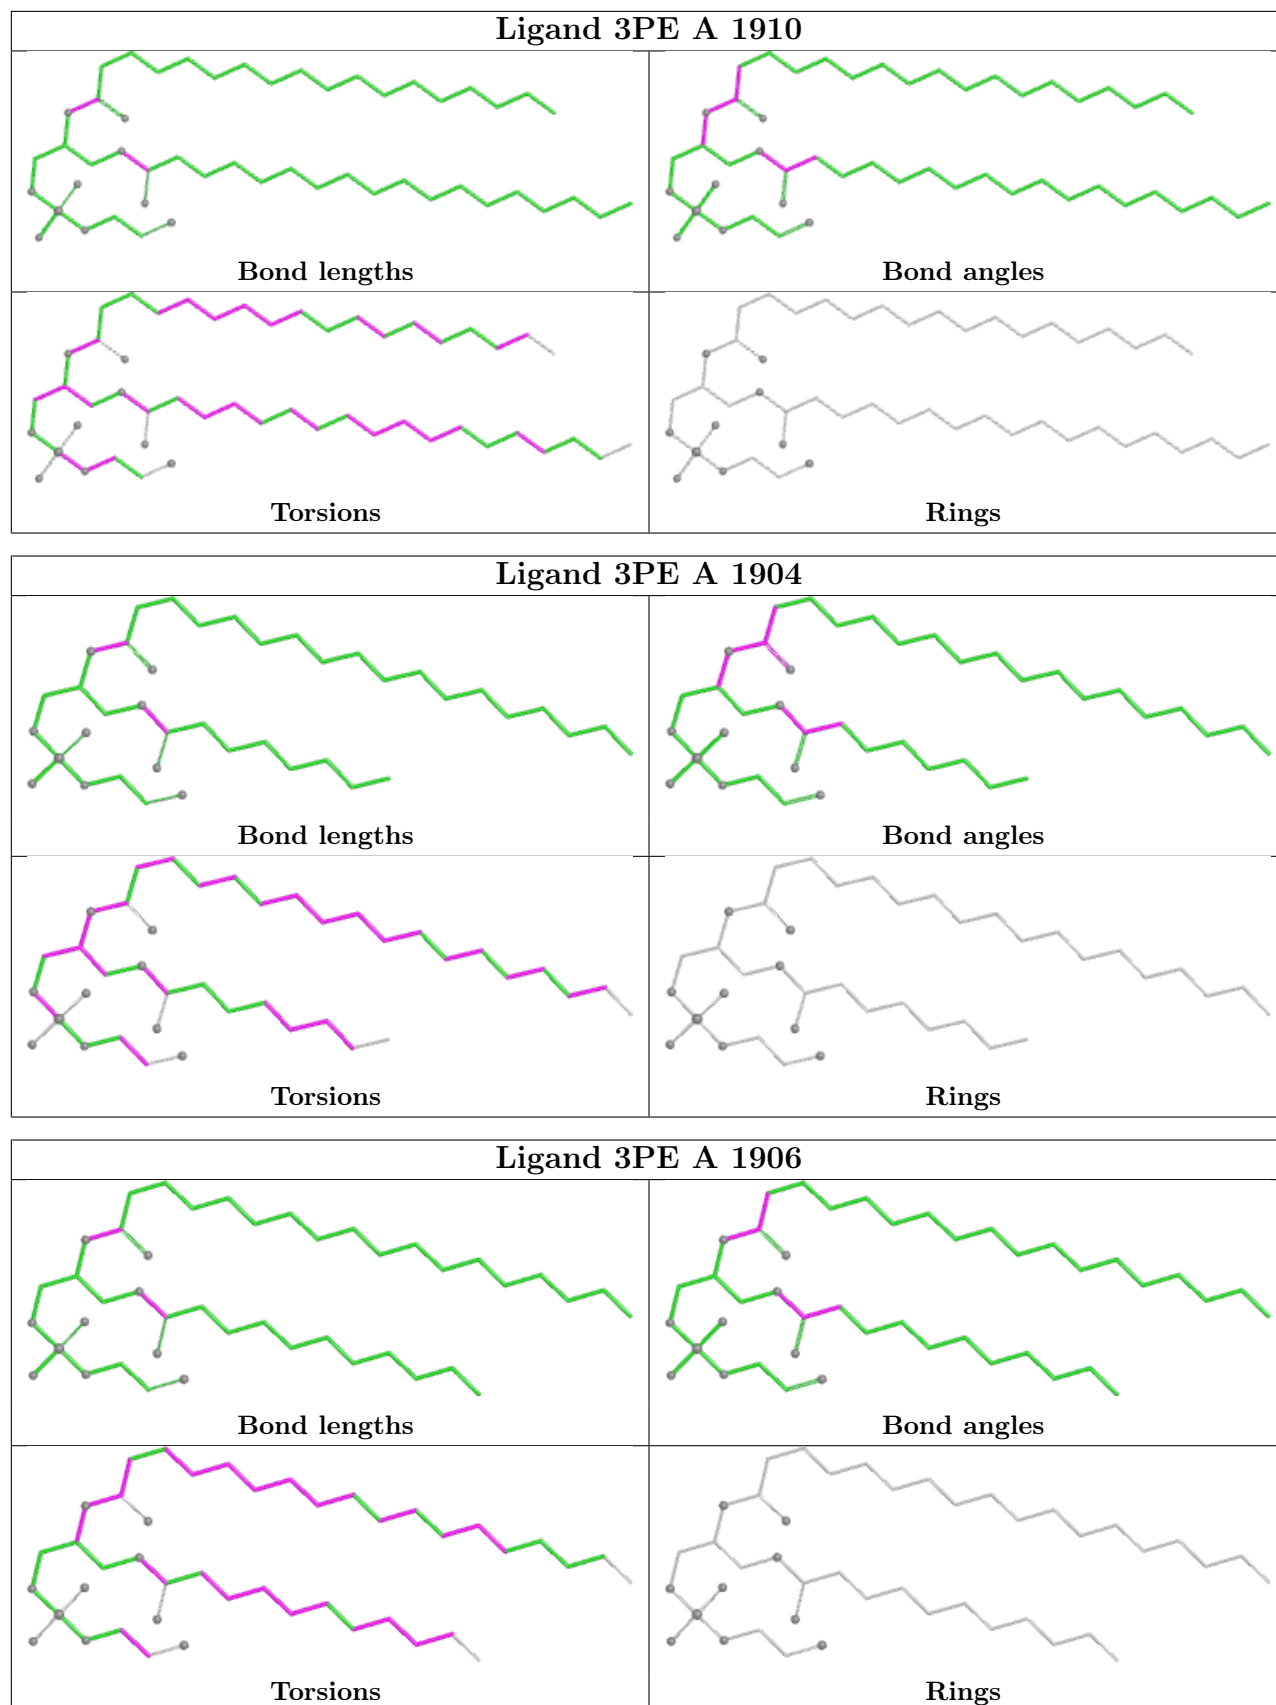 Ligand 3PE A 1910
Bond lengths
Bond angles
Torsions
Rings
Ligand 3PE A 1904
Bond lengths
Bond angles
Torsions
Rings
Ligand 3PE A 1906
Bond lengths
Bond angles
Torsions
Rings